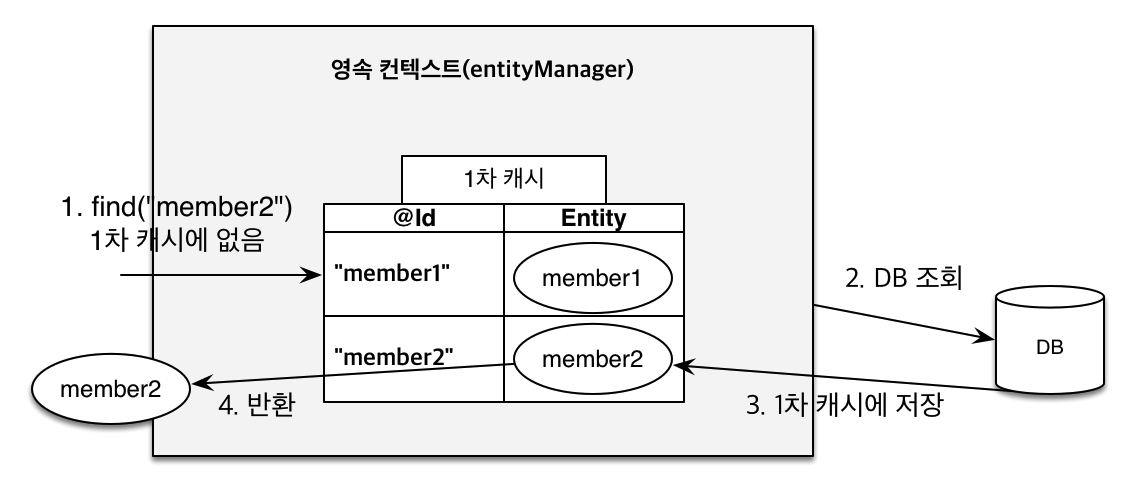 영속 컨텍스트(entityManager)
1차 캐시
1. find("member2")
1차 캐시에 없음
@Id
Entity
"member1"
member1
2. DB 조회
DB
"member2"
member2
member2
4. 반환
3. 1차 캐시에 저장